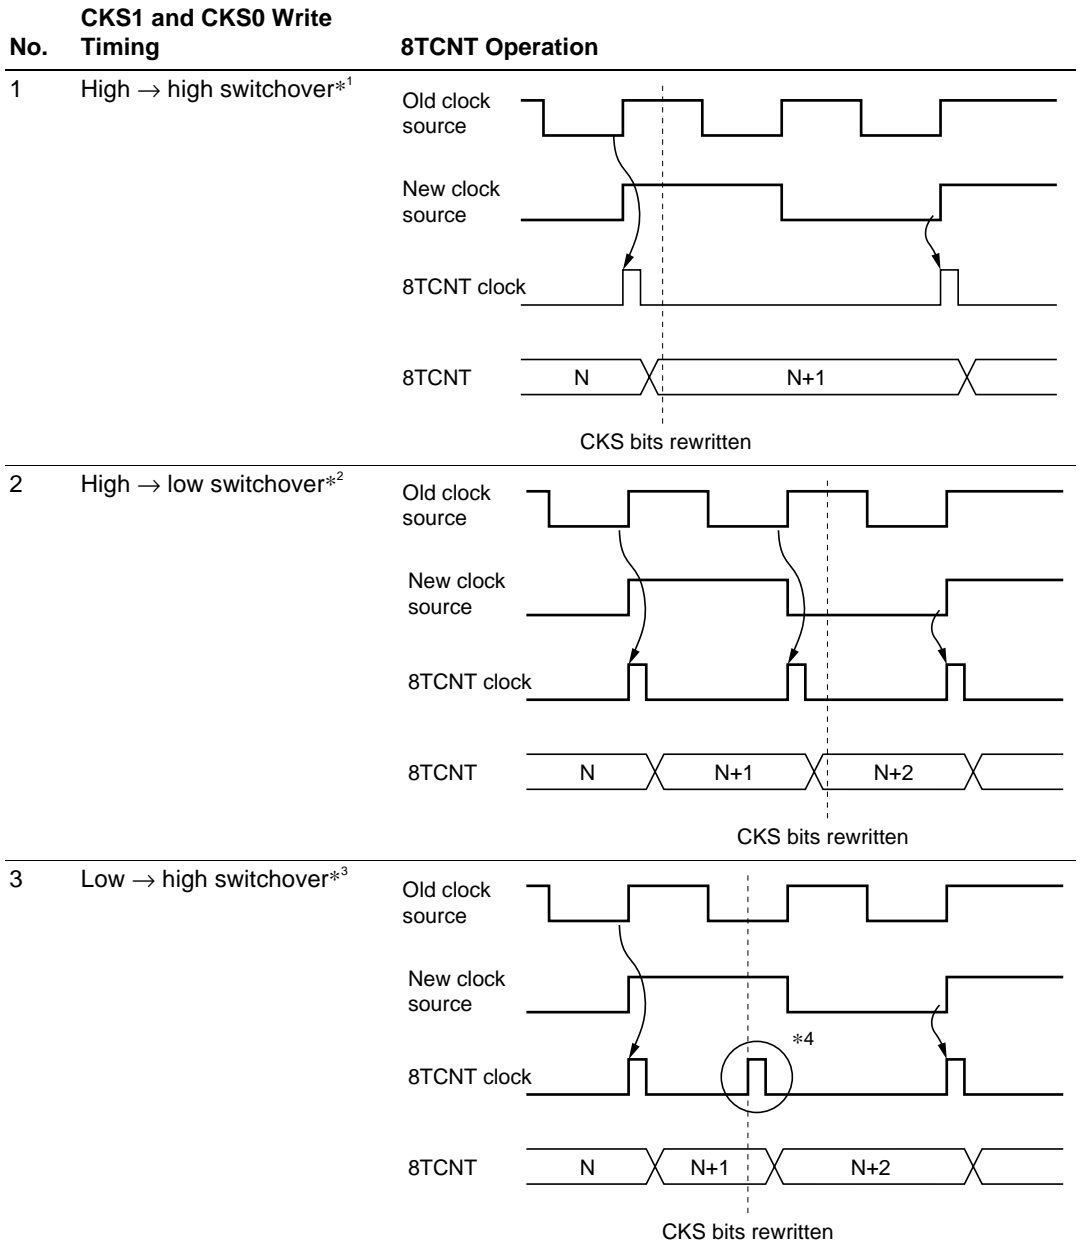 CKS1 and CKS0 Write
No. Timing 8TCNT Operation
1 High → high switchover*1
Old clock
source
New clock
source
8TCNT clock
8TCNT N N+1
CKS bits rewritten
2 High → low switchover*2
Old clock
source
New clock
source
8TCNT clock
8TCNT N N+1 N+2
CKS bits rewritten
3 Low → high switchover*3
Old clock
source
New clock
source
*4
8TCNT clock
8TCNT N N+1 N+2
CKS bits rewritten